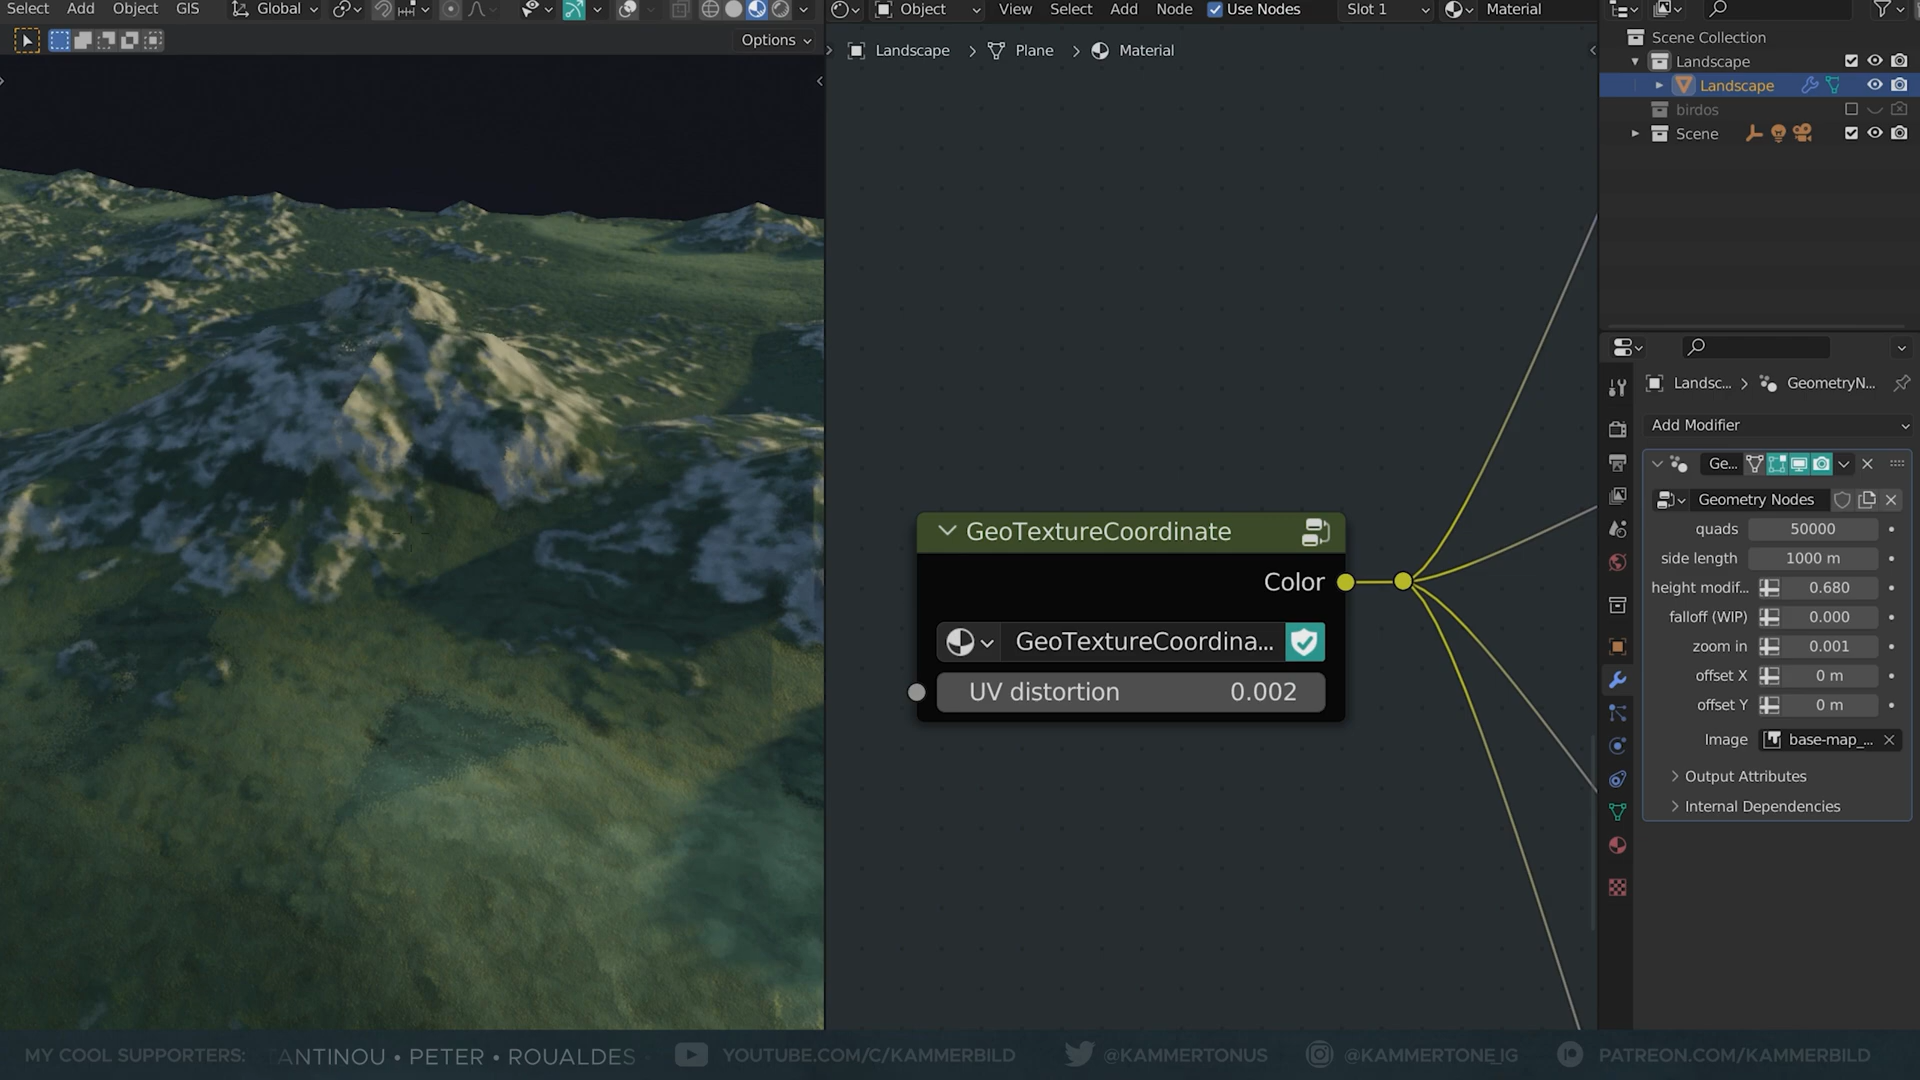 Select Add Object GIS Global
Options
Object View Select Add Node Use Nodes Slot 1 Material
Landscape > Plane > Material
GeoTextureCoordinate
Color
GeoTextureCoordina...
UV distortion 0.002
Scene Collection
Landscape
Landscape
birdos
Scene
Landsc... > GeometryN...
Add Modifier
Ge...
Geometry Nodes
quads 50000
side length 1000 m
height modif... 0.680
falloff (WIP) 0.000
zoom in 0.001
offset X 0 m
offset Y 0 m
Image base-map_...
Output Attributes
Internal Dependencies
MY COOL SUPPORTERS: ANTINOU • PETER • ROUALDES YOUTUBE.COM/C/KAMMERBILD @KAMMERTONUS @KAMMERTONE_IG PATREON.COM/KAMMERBILD